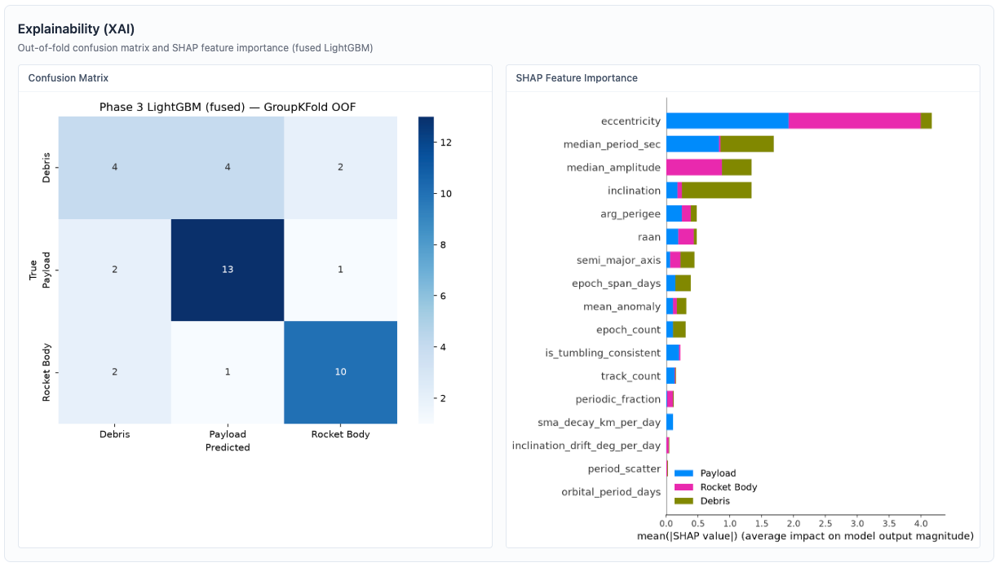 Explainability (XAI)
Out-of-fold confusion matrix and SHAP feature importance (fused LightGBM)
Confusion Matrix
Phase 3 LightGBM (fused) — GroupKFold OOF
True
Debris
Payload
Rocket Body
4 4 2
2 13 1
2 1 10
Debris Payload Rocket Body
Predicted
12
10
8
6
4
2
SHAP Feature Importance
eccentricity
median_period_sec
median_amplitude
inclination
arg_perigee
raan
semi_major_axis
epoch_span_days
mean_anomaly
epoch_count
is_tumbling_consistent
track_count
periodic_fraction
sma_decay_km_per_day
inclination_drift_deg_per_day
period_scatter
orbital_period_days
Payload
Rocket Body
Debris
0.0 0.5 1.0 1.5 2.0 2.5 3.0 3.5 4.0
mean(|SHAP value|) (average impact on model output magnitude)